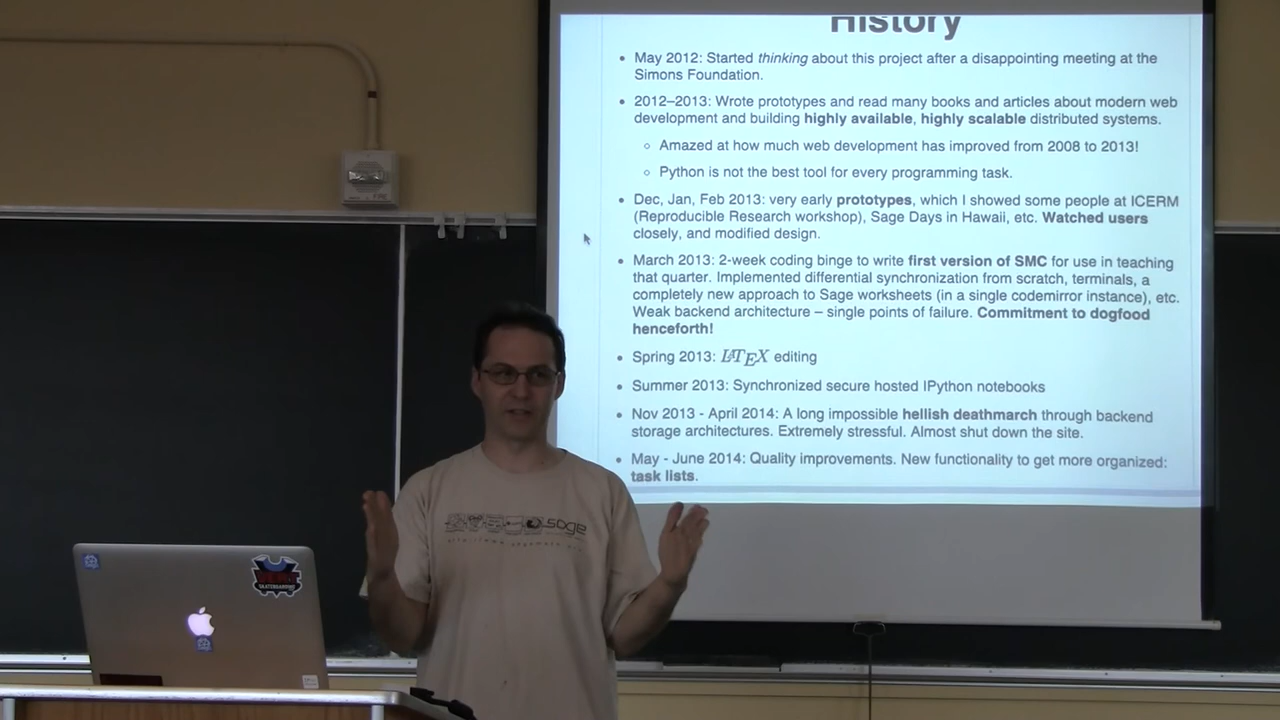 History
• May 2012: Started thinking about this project after a disappointing meeting at the
Simons Foundation.
• 2012–2013: Wrote prototypes and read many books and articles about modern web
development and building highly available, highly scalable distributed systems.
◦ Amazed at how much web development has improved from 2008 to 2013!
◦ Python is not the best tool for every programming task.
• Dec, Jan, Feb 2013: very early prototypes, which I showed some people at ICERM
(Reproducible Research workshop), Sage Days in Hawaii, etc. Watched users
closely, and modified design.
• March 2013: 2-week coding binge to write first version of SMC for use in teaching
that quarter. Implemented differential synchronization from scratch, terminals, a
completely new approach to Sage worksheets (in a single codemirror instance), etc.
Weak backend architecture – single points of failure. Commitment to dogfood
henceforth!
• Spring 2013: LATEX editing
• Summer 2013: Synchronized secure hosted IPython notebooks
• Nov 2013 - April 2014: A long impossible hellish deathmarch through backend
storage architectures. Extremely stressful. Almost shut down the site.
• May - June 2014: Quality improvements. New functionality to get more organized:
task lists.
FIRE
sage
SKATEBOARDING